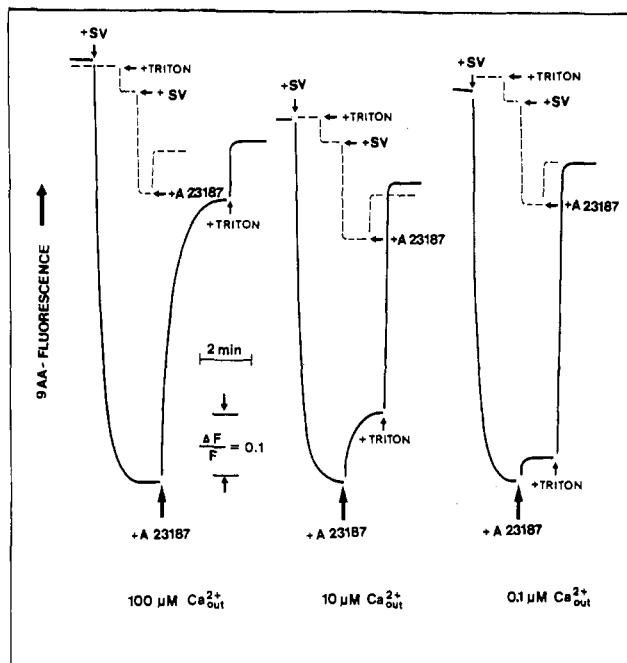 +SV
+TRITON
+ SV
+A 23187
+TRITON
+SV
+TRITON
+SV
+A 23187
+TRITON
+SV
+TRITON
+SV
+A 23187
+TRITON
9AA-FLUORESCENCE
2 min
ΔF/F = 0.1
+A 23187
+A 23187
+A 23187
100 µM Ca²⁺out
10 µM Ca²⁺out
0.1 µM Ca²⁺out